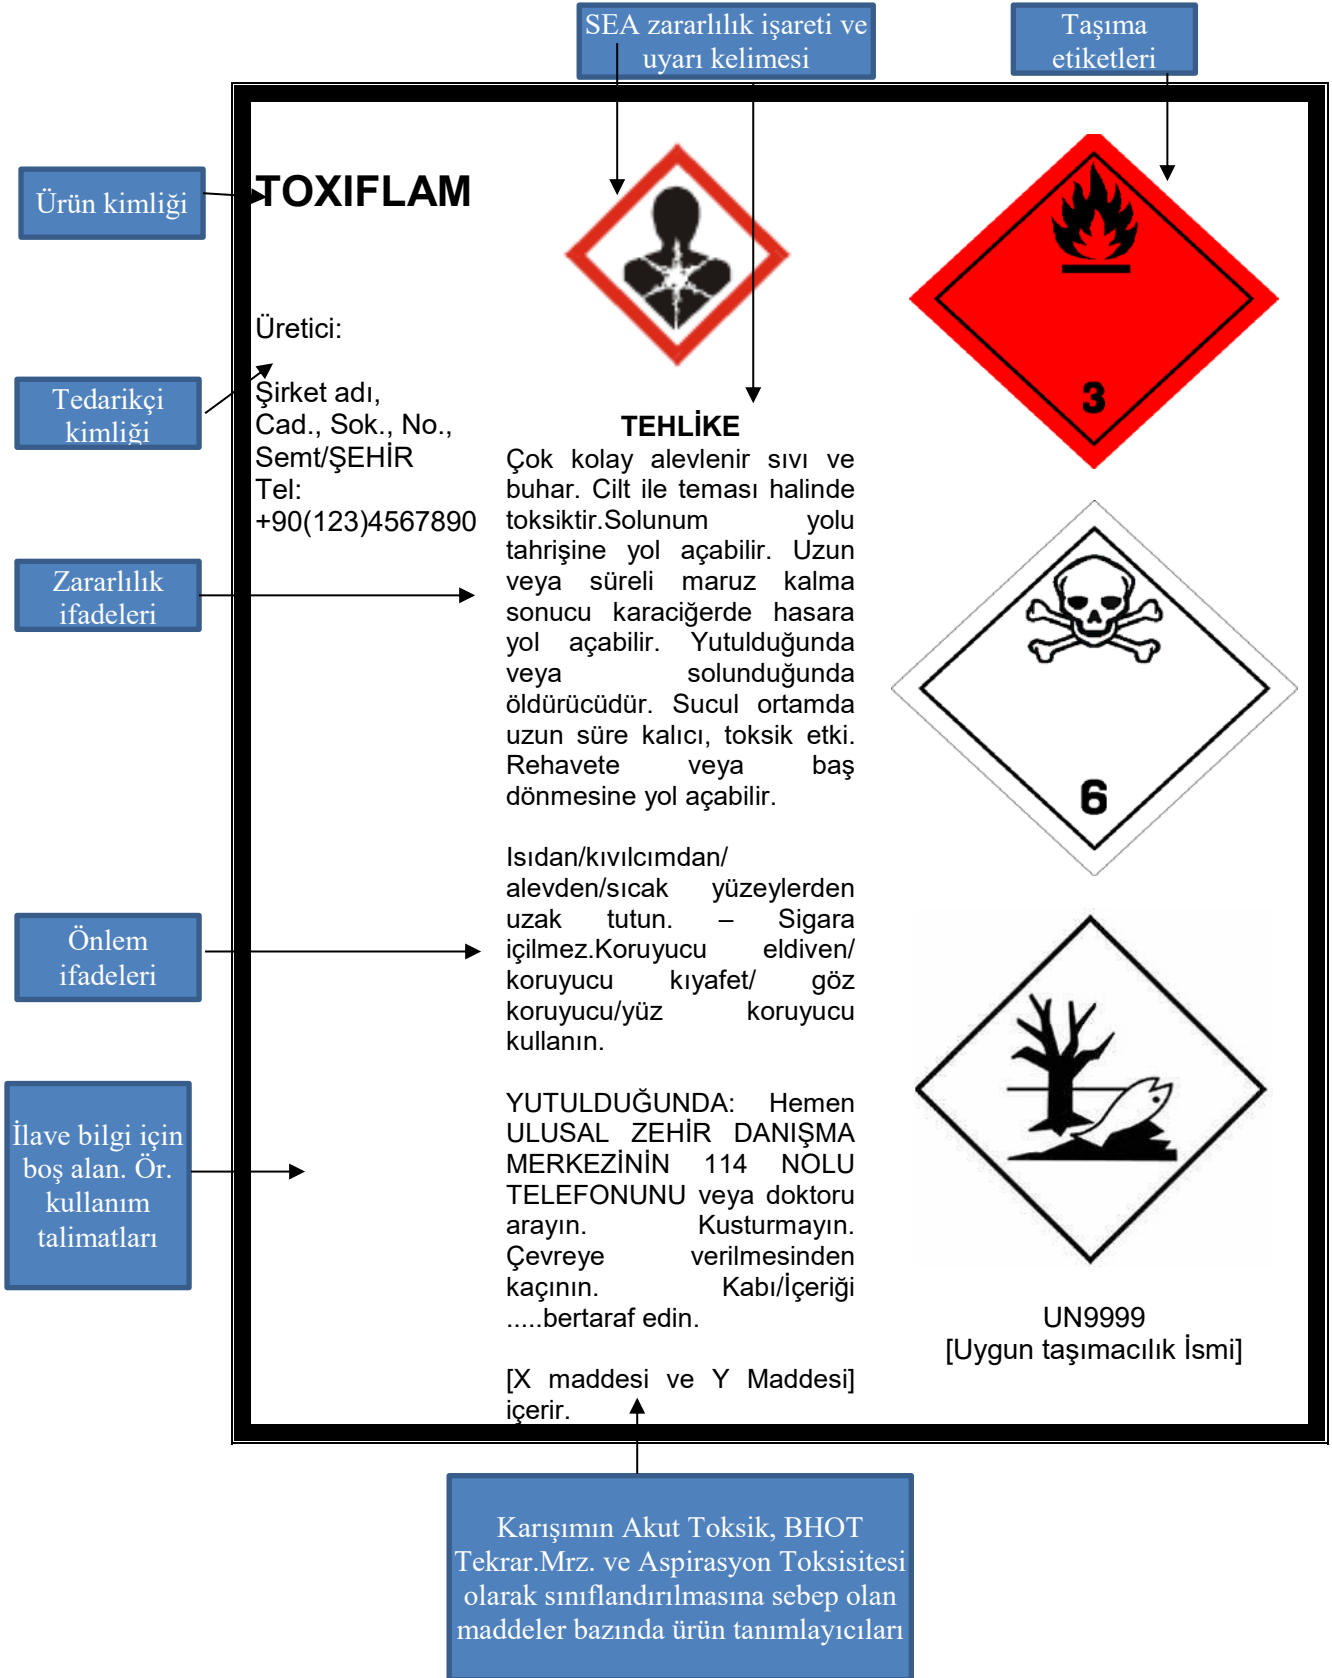 SEA zararlılık işareti ve
uyarı kelimesi
Taşıma
etiketleri
Ürün kimliği
TOXIFLAM
Üretici:
Tedarikçi
kimliği
Şirket adı,
Cad., Sok., No.,
Semt/ŞEHİR
Tel:
+90(123)4567890
3
TEHLİKE
Zararlılık
ifadeleri
Çok kolay alevlenir sıvı ve
buhar. Cilt ile teması halinde
toksiktir.Solunum yolu
tahrişine yol açabilir. Uzun
veya süreli maruz kalma
sonucu karaciğerde hasara
yol açabilir. Yutulduğunda
veya solunduğunda
öldürücüdür. Sucul ortamda
uzun süre kalıcı, toksik etki.
Rehavete veya baş
dönmesine yol açabilir.
6
Önlem
ifadeleri
Isıdan/kıvılcımdan/
alevden/sıcak yüzeylerden
uzak tutun. – Sigara
içilmez.Koruyucu eldiven/
koruyucu kıyafet/ göz
koruyucu/yüz koruyucu
kullanın.
İlave bilgi için
boş alan. Ör.
kullanım
talimatları
YUTULDUĞUNDA: Hemen
ULUSAL ZEHİR DANIŞMA
MERKEZİNİN 114 NOLU
TELEFONUNU veya doktoru
arayın. Kusturmayın.
Çevreye verilmesinden
kaçının. Kabı/İçeriği
.....bertaraf edin.
UN9999
[Uygun taşımacılık İsmi]
[X maddesi ve Y Maddesi]
içerir.
Karışımın Akut Toksik, BHOT
Tekrar.Mrz. ve Aspirasyon Toksisitesi
olarak sınıflandırılmasına sebep olan
maddeler bazında ürün tanımlayıcıları